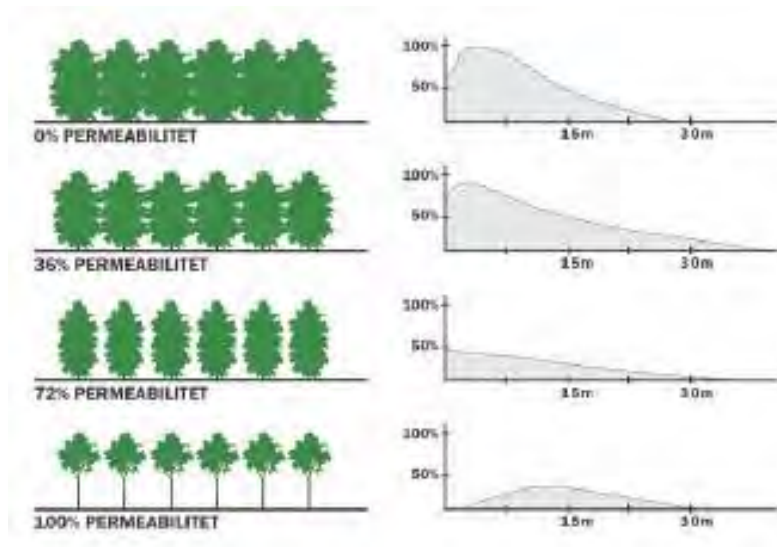 100%
50%
15m 30m
0% PERMEABILITET
100%
50%
15m 30m
36% PERMEABILITET
100%
50%
15m 30m
72% PERMEABILITET
100%
50%
15m 30m
100% PERMEABILITET